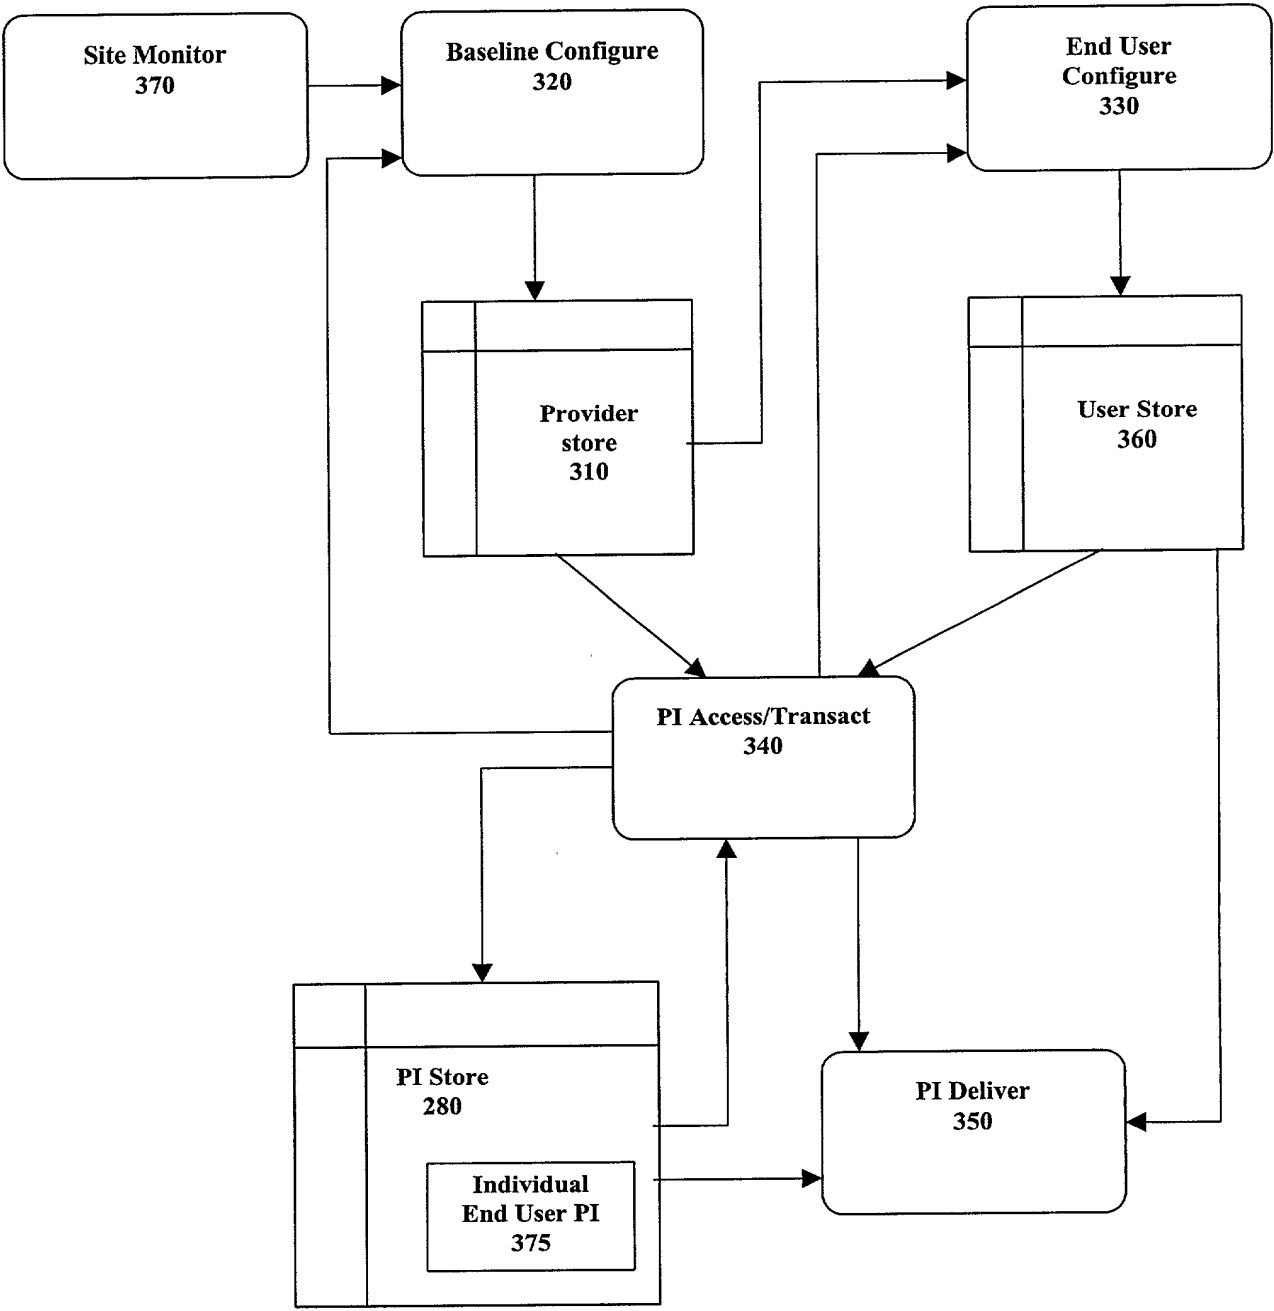 Site Monitor
370
Baseline Configure
320
End User
Configure
330
Provider
store
310
User Store
360
PI Access/Transact
340
PI Store
280
Individual
End User PI
375
PI Deliver
350